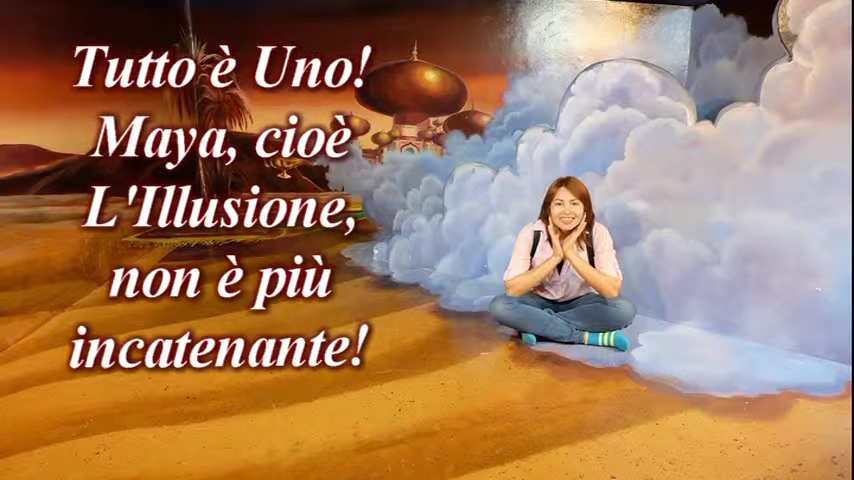 Tutto è Uno!
Maya, cioè
L'Illusione,
non è più
incatenante!